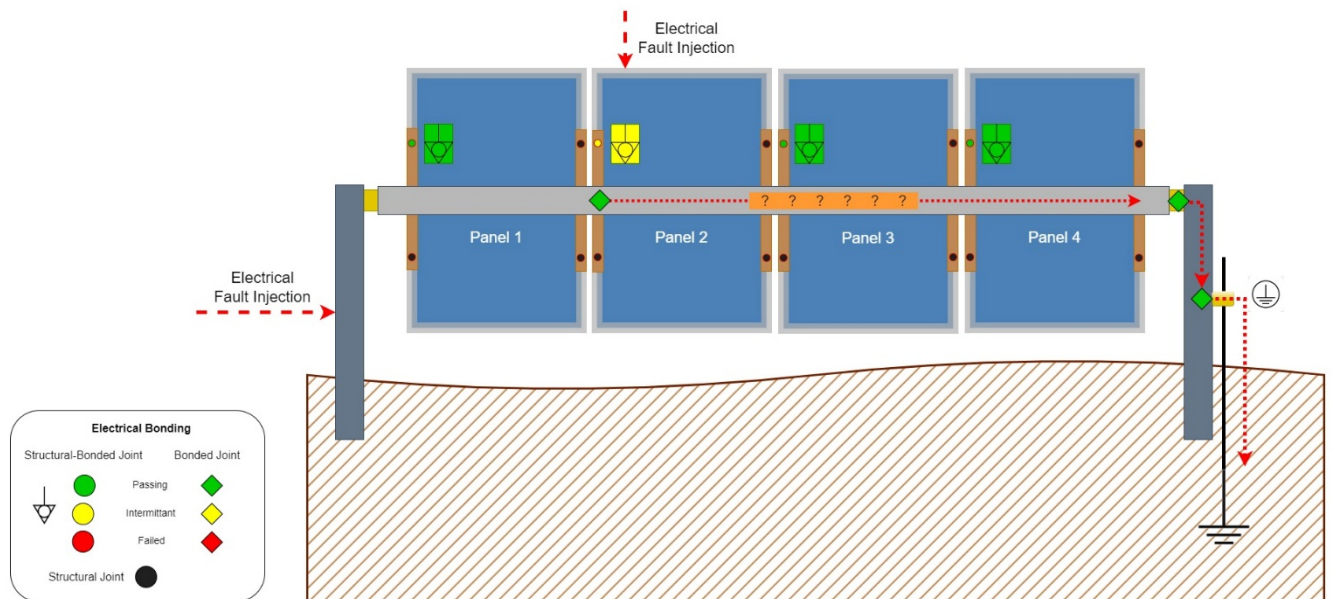 Electrical
Fault Injection
Panel 1
Panel 2
? ? ? ? ? ?
Panel 3
Panel 4
Electrical
Fault Injection
Electrical Bonding
Structural-Bonded Joint
Bonded Joint
Passing
Intermittant
Failed
Structural Joint